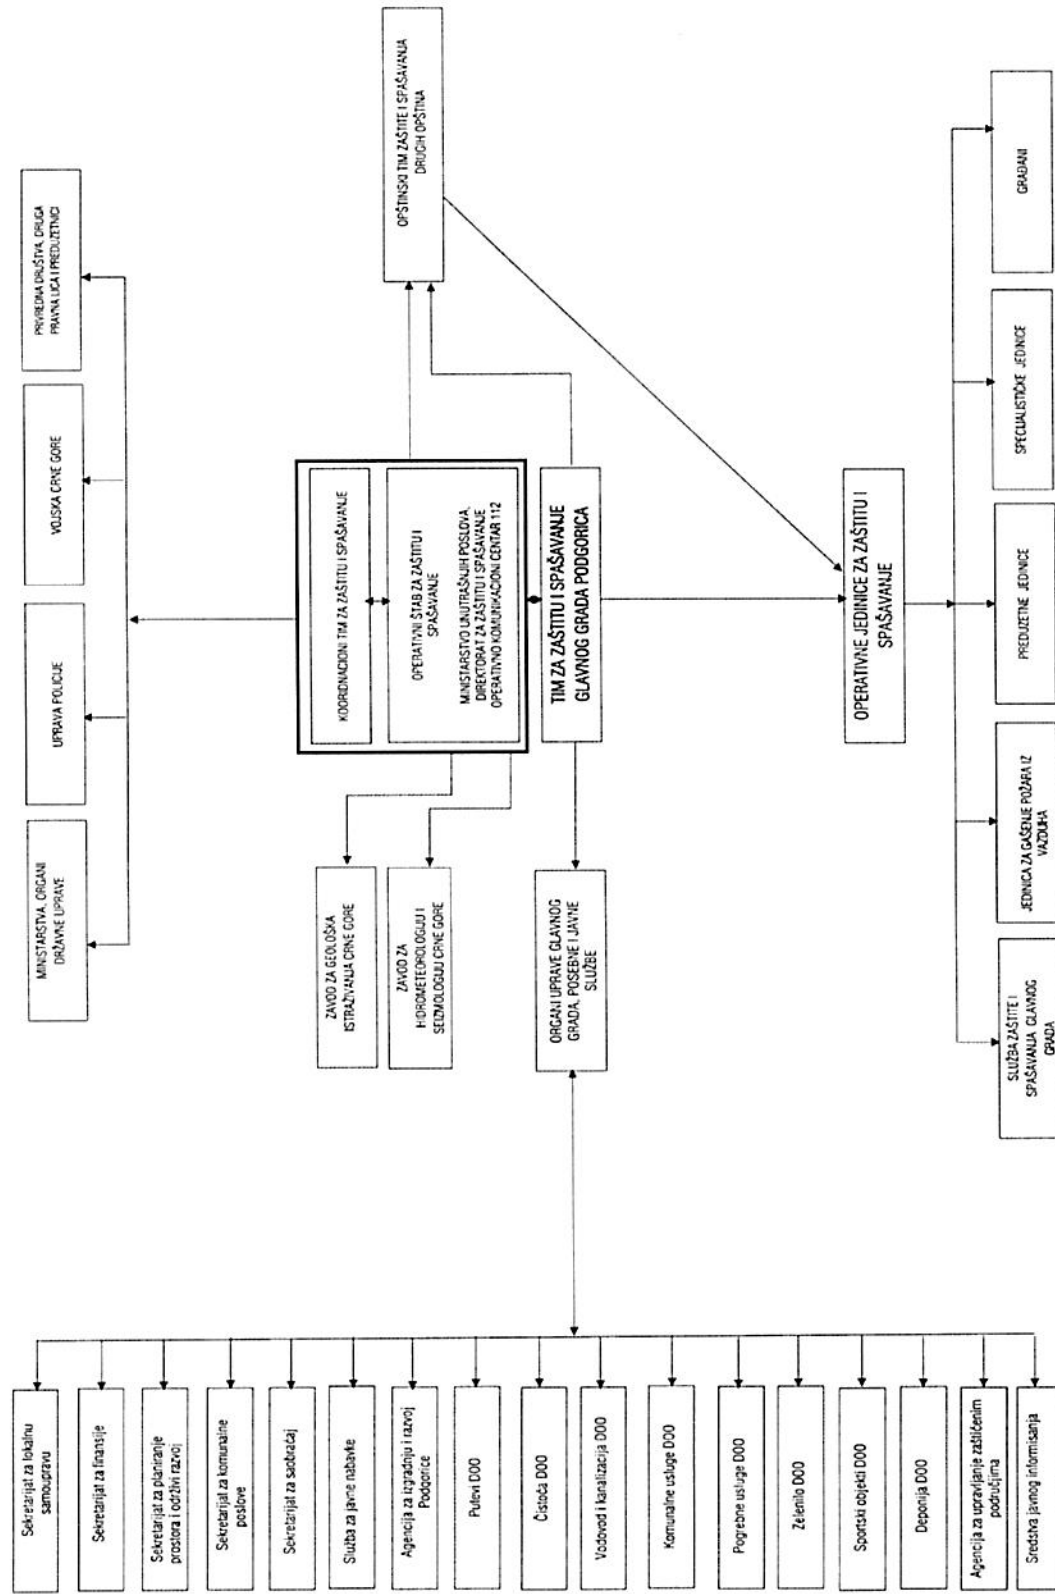 MINISTARSTVA, ORGANI
DRŽAVNE UPRAVE
UPRAVA POLICIJE
VOJSKA CRNE GORE
PRIVREDNA DRUŠTVA, DRUGA
PRAVNA LICA I PREDUZETNICI
KOORIDNACIONI TIM ZA ZAŠTITU I SPAŠAVANJE
OPERATIVNI ŠTAB ZA ZAŠTITU I
SPAŠAVANJE
MINISTARSTVO UNUTRAŠNJIH POSLOVA,
DIREKTORAT ZA ZAŠTITU I SPAŠAVANJE
OPERATIVNO KOMUNIKACIONI CENTAR 112
ZAVOD ZA GEOLOŠKA
ISTRAŽIVANJA CRNE GORE
ZAVOD ZA
HIDROMETEOROLOGIJU I
SEIZMOLOGIJU CRNE GORE
OPŠTINSKI TIM ZAŠTITE I SPAŠAVANJA
DRUGIH OPŠTINA
TIM ZA ZAŠTITU I SPAŠAVANJE
GLAVNOG GRADA PODGORICA
ORGANI UPRAVE GLAVNOG
GRADA, POSEBNE I JAVNE
SLUŽBE
OPERATIVNE JEDINICE ZA ZAŠTITU I
SPAŠAVANJE
SLUŽBA ZAŠTITE I
SPAŠAVANJA GLAVNOG
GRADA
JEDINICA ZA GAŠENJE POŽARA IZ
VAZDUHA
PREDUZETNE JEDINICE
SPECIJALISTIČKE JEDINICE
GRAĐANI
Sekretarijat za lokalnu
samoupravu
Sekretarijat za finansije
Sekretarijat za planiranje
prostora i održivi razvoj
Sekretarijat za komunalne
poslove
Sekretarijat za saobraćaj
Služba za javne nabavke
Agencija za izgradnju i razvoj
Podgorice
Putevi DOO
Čistoća DOO
Vodovod i kanalizacija DOO
Komunalne usluge DOO
Pogrebne usluge DOO
Zelenilo DOO
Sportski objekti DOO
Deponija DOO
Agencija za upravljanje zaštićenim
područjima
Sredstva javnog informisanja